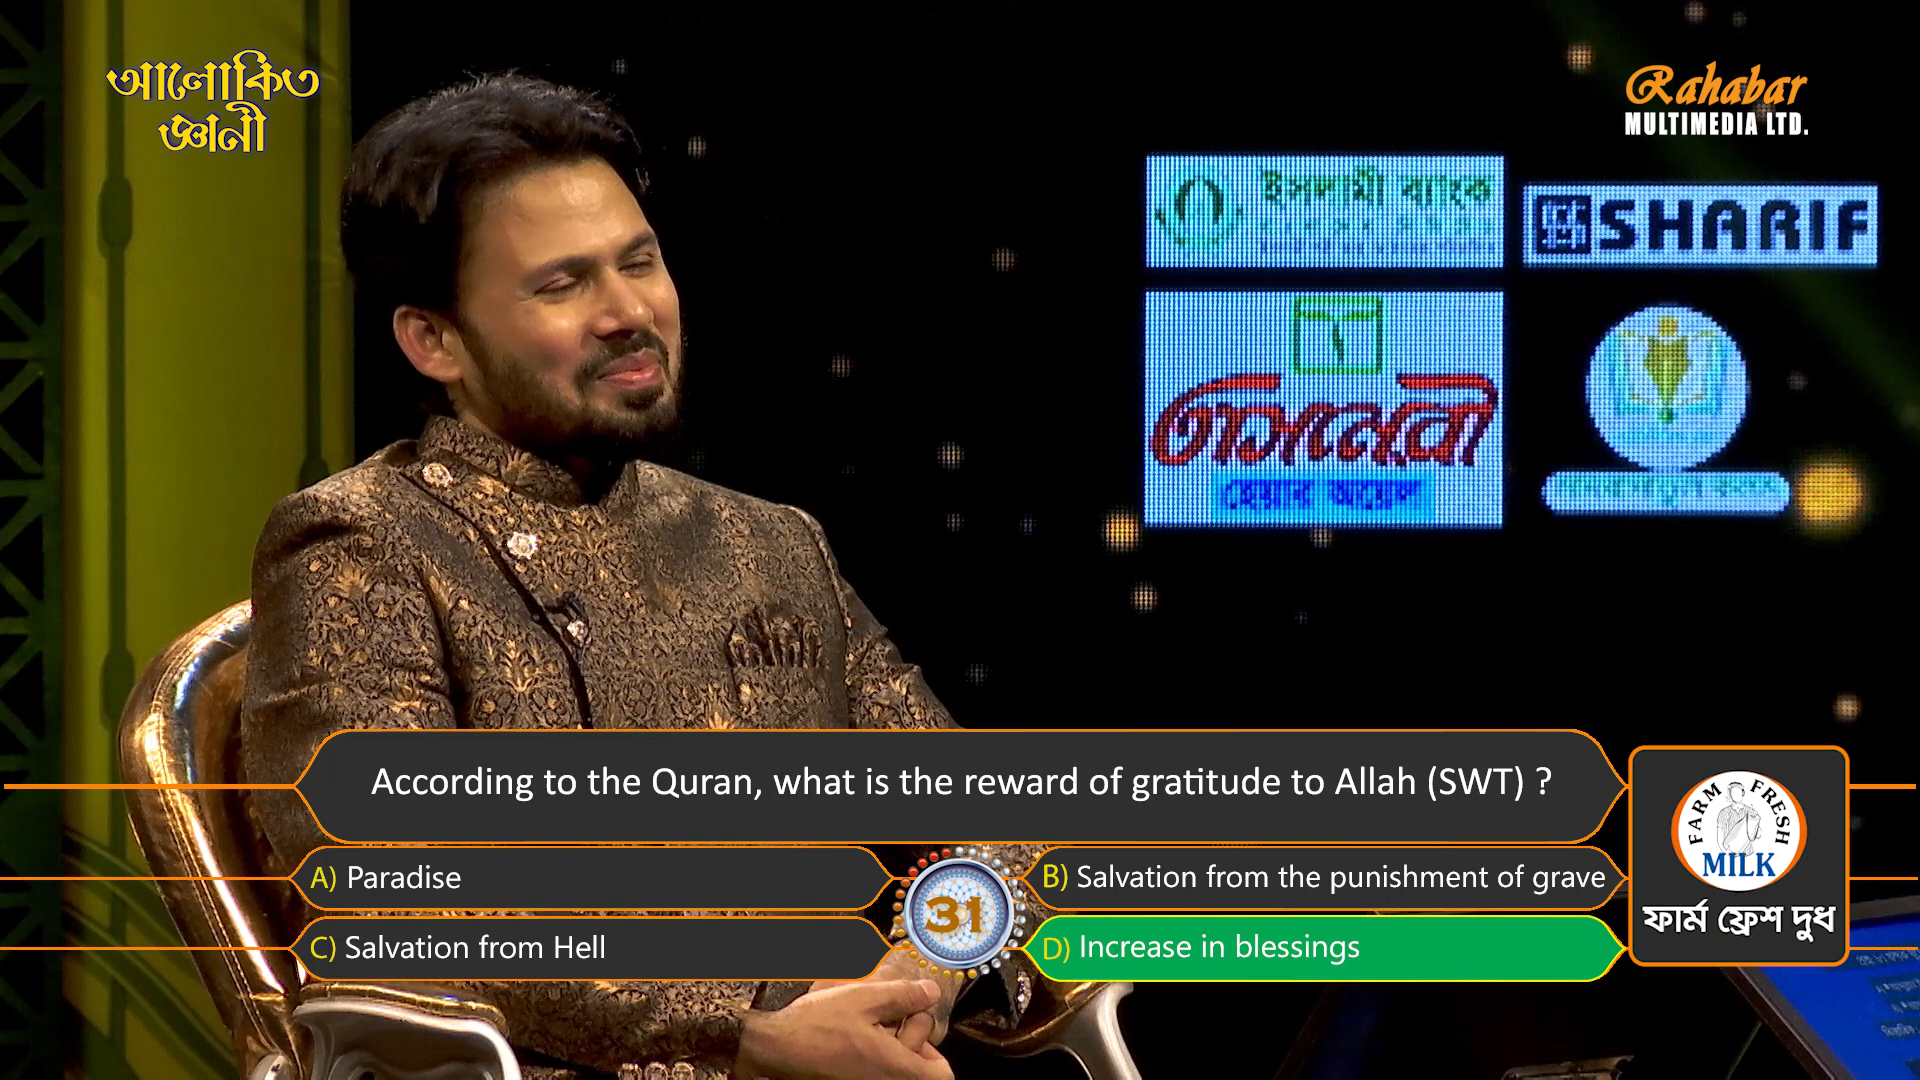 আলোকিত
জ্ঞানী
Rahabar
MULTIMEDIA LTD.
ইসলামী ব্যাংক
SHARIF
তাসনেবী
According to the Quran, what is the reward of gratitude to Allah (SWT) ?
A) Paradise
B) Salvation from the punishment of grave
31
C) Salvation from Hell
D) Increase in blessings
FARM FRESH
MILK
ফার্ম ফ্রেশ দুধ